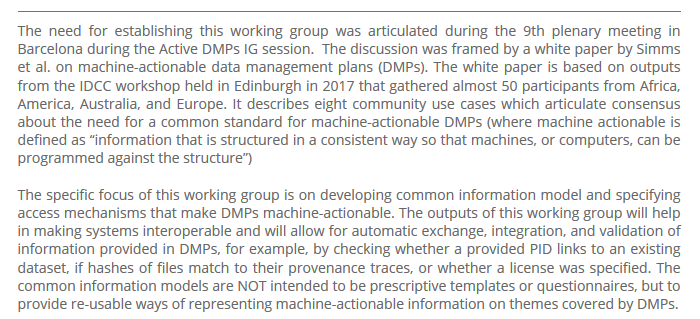 The need for establishing this working group was articulated during the 9th plenary meeting in
Barcelona during the Active DMPs IG session.  The discussion was framed by a white paper by Simms
et al. on machine-actionable data management plans (DMPs). The white paper is based on outputs
from the IDCC workshop held in Edinburgh in 2017 that gathered almost 50 participants from Africa,
America, Australia, and Europe. It describes eight community use cases which articulate consensus
about the need for a common standard for machine-actionable DMPs (where machine actionable is
defined as “information that is structured in a consistent way so that machines, or computers, can be
programmed against the structure”)
The specific focus of this working group is on developing common information model and specifying
access mechanisms that make DMPs machine-actionable. The outputs of this working group will help
in making systems interoperable and will allow for automatic exchange, integration, and validation of
information provided in DMPs, for example, by checking whether a provided PID links to an existing
dataset, if hashes of files match to their provenance traces, or whether a license was specified. The
common information models are NOT intended to be prescriptive templates or questionnaires, but to
provide re-usable ways of representing machine-actionable information on themes covered by DMPs.